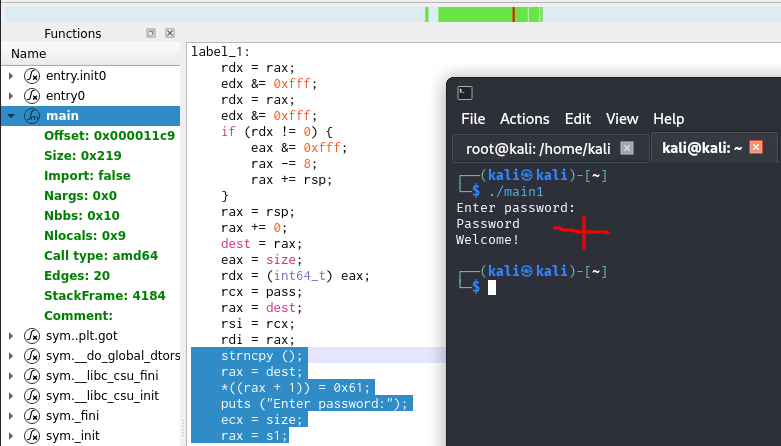 Functions
Name
entry.init0
entry0
main
Offset: 0x000011c9
Size: 0x219
Import: false
Nargs: 0x0
Nbbs: 0x10
Nlocals: 0x9
Call type: amd64
Edges: 20
StackFrame: 4184
Comment:
sym..plt.got
sym.__do_global_dtors
sym.__libc_csu_fini
sym.__libc_csu_init
sym._fini
sym._init
label_1:
rdx = rax;
edx &= 0xfff;
rdx = rax;
edx &= 0xfff;
if (rdx != 0) {
eax &= 0xfff;
rax -= 8;
rax += rsp;
}
rax = rsp;
rax += 0;
dest = rax;
eax = size;
rdx = (int64_t) eax;
rcx = pass;
rax = dest;
rsi = rcx;
rdi = rax;
strncpy ();
rax = dest;
*((rax + 1)) = 0x61;
puts ("Enter password:");
ecx = size;
rax = s1;
File Actions Edit View Help
root@kali: /home/kali
kali@kali: ~
┌──(kali㉿kali)-[~]
└─$ ./main1
Enter password:
Password
Welcome!
┌──(kali㉿kali)-[~]
└─$